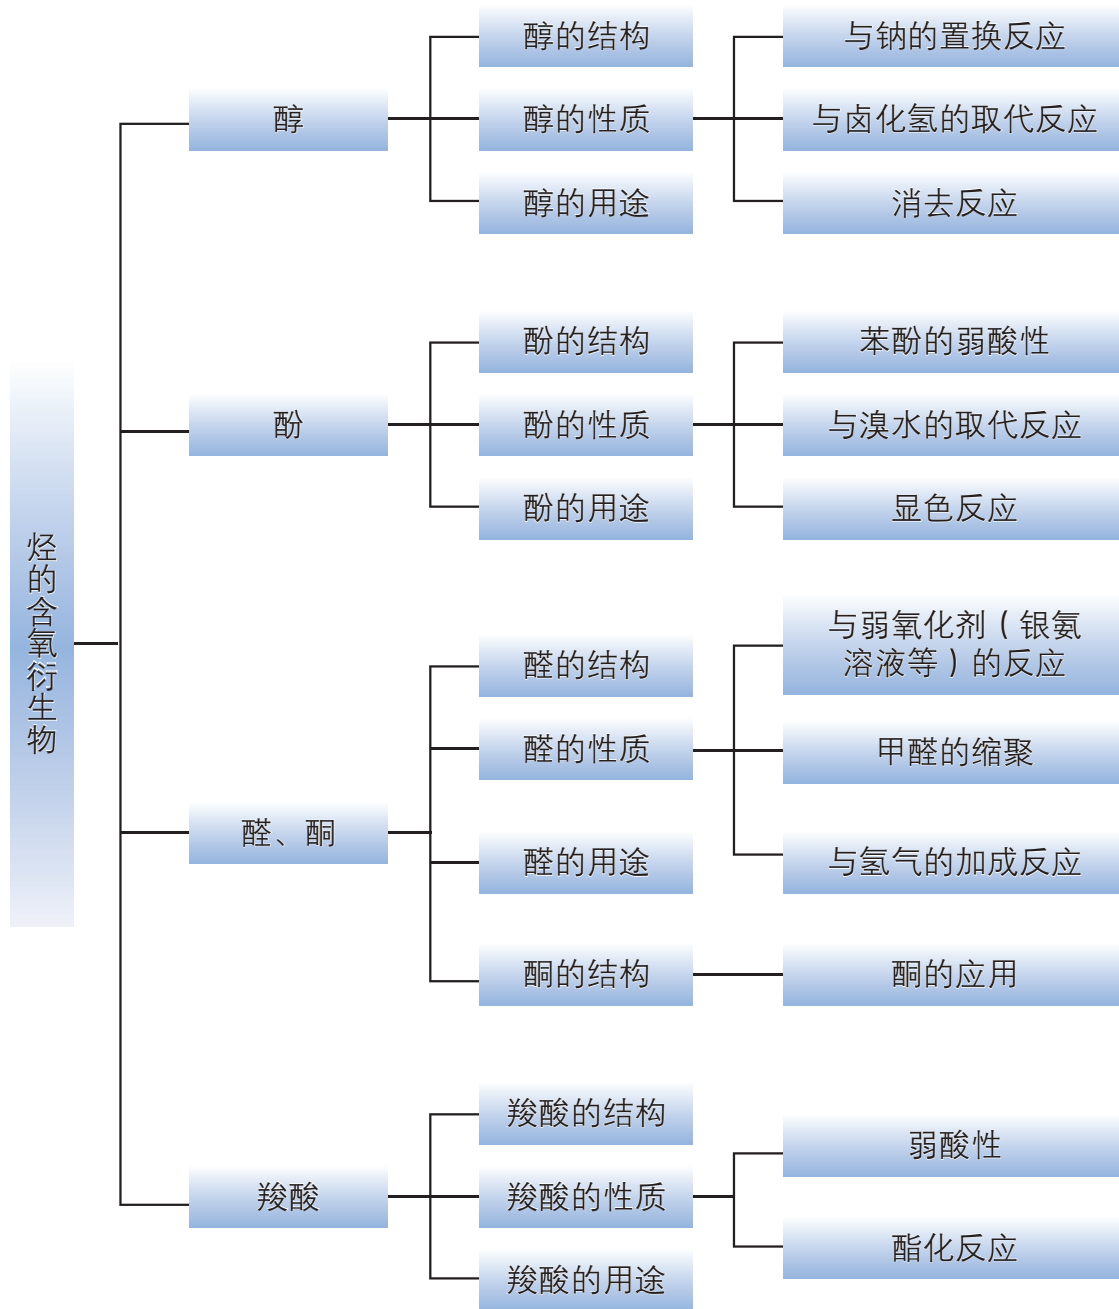 烃的含氧衍生物
醇
醇的结构
醇的性质
醇的用途
与钠的置换反应
与卤化氢的取代反应
消去反应
酚
酚的结构
酚的性质
酚的用途
苯酚的弱酸性
与溴水的取代反应
显色反应
醛、酮
醛的结构
醛的性质
醛的用途
酮的结构
与弱氧化剂（银氨
溶液等）的反应
甲醛的缩聚
与氢气的加成反应
酮的应用
羧酸
羧酸的结构
羧酸的性质
羧酸的用途
弱酸性
酯化反应